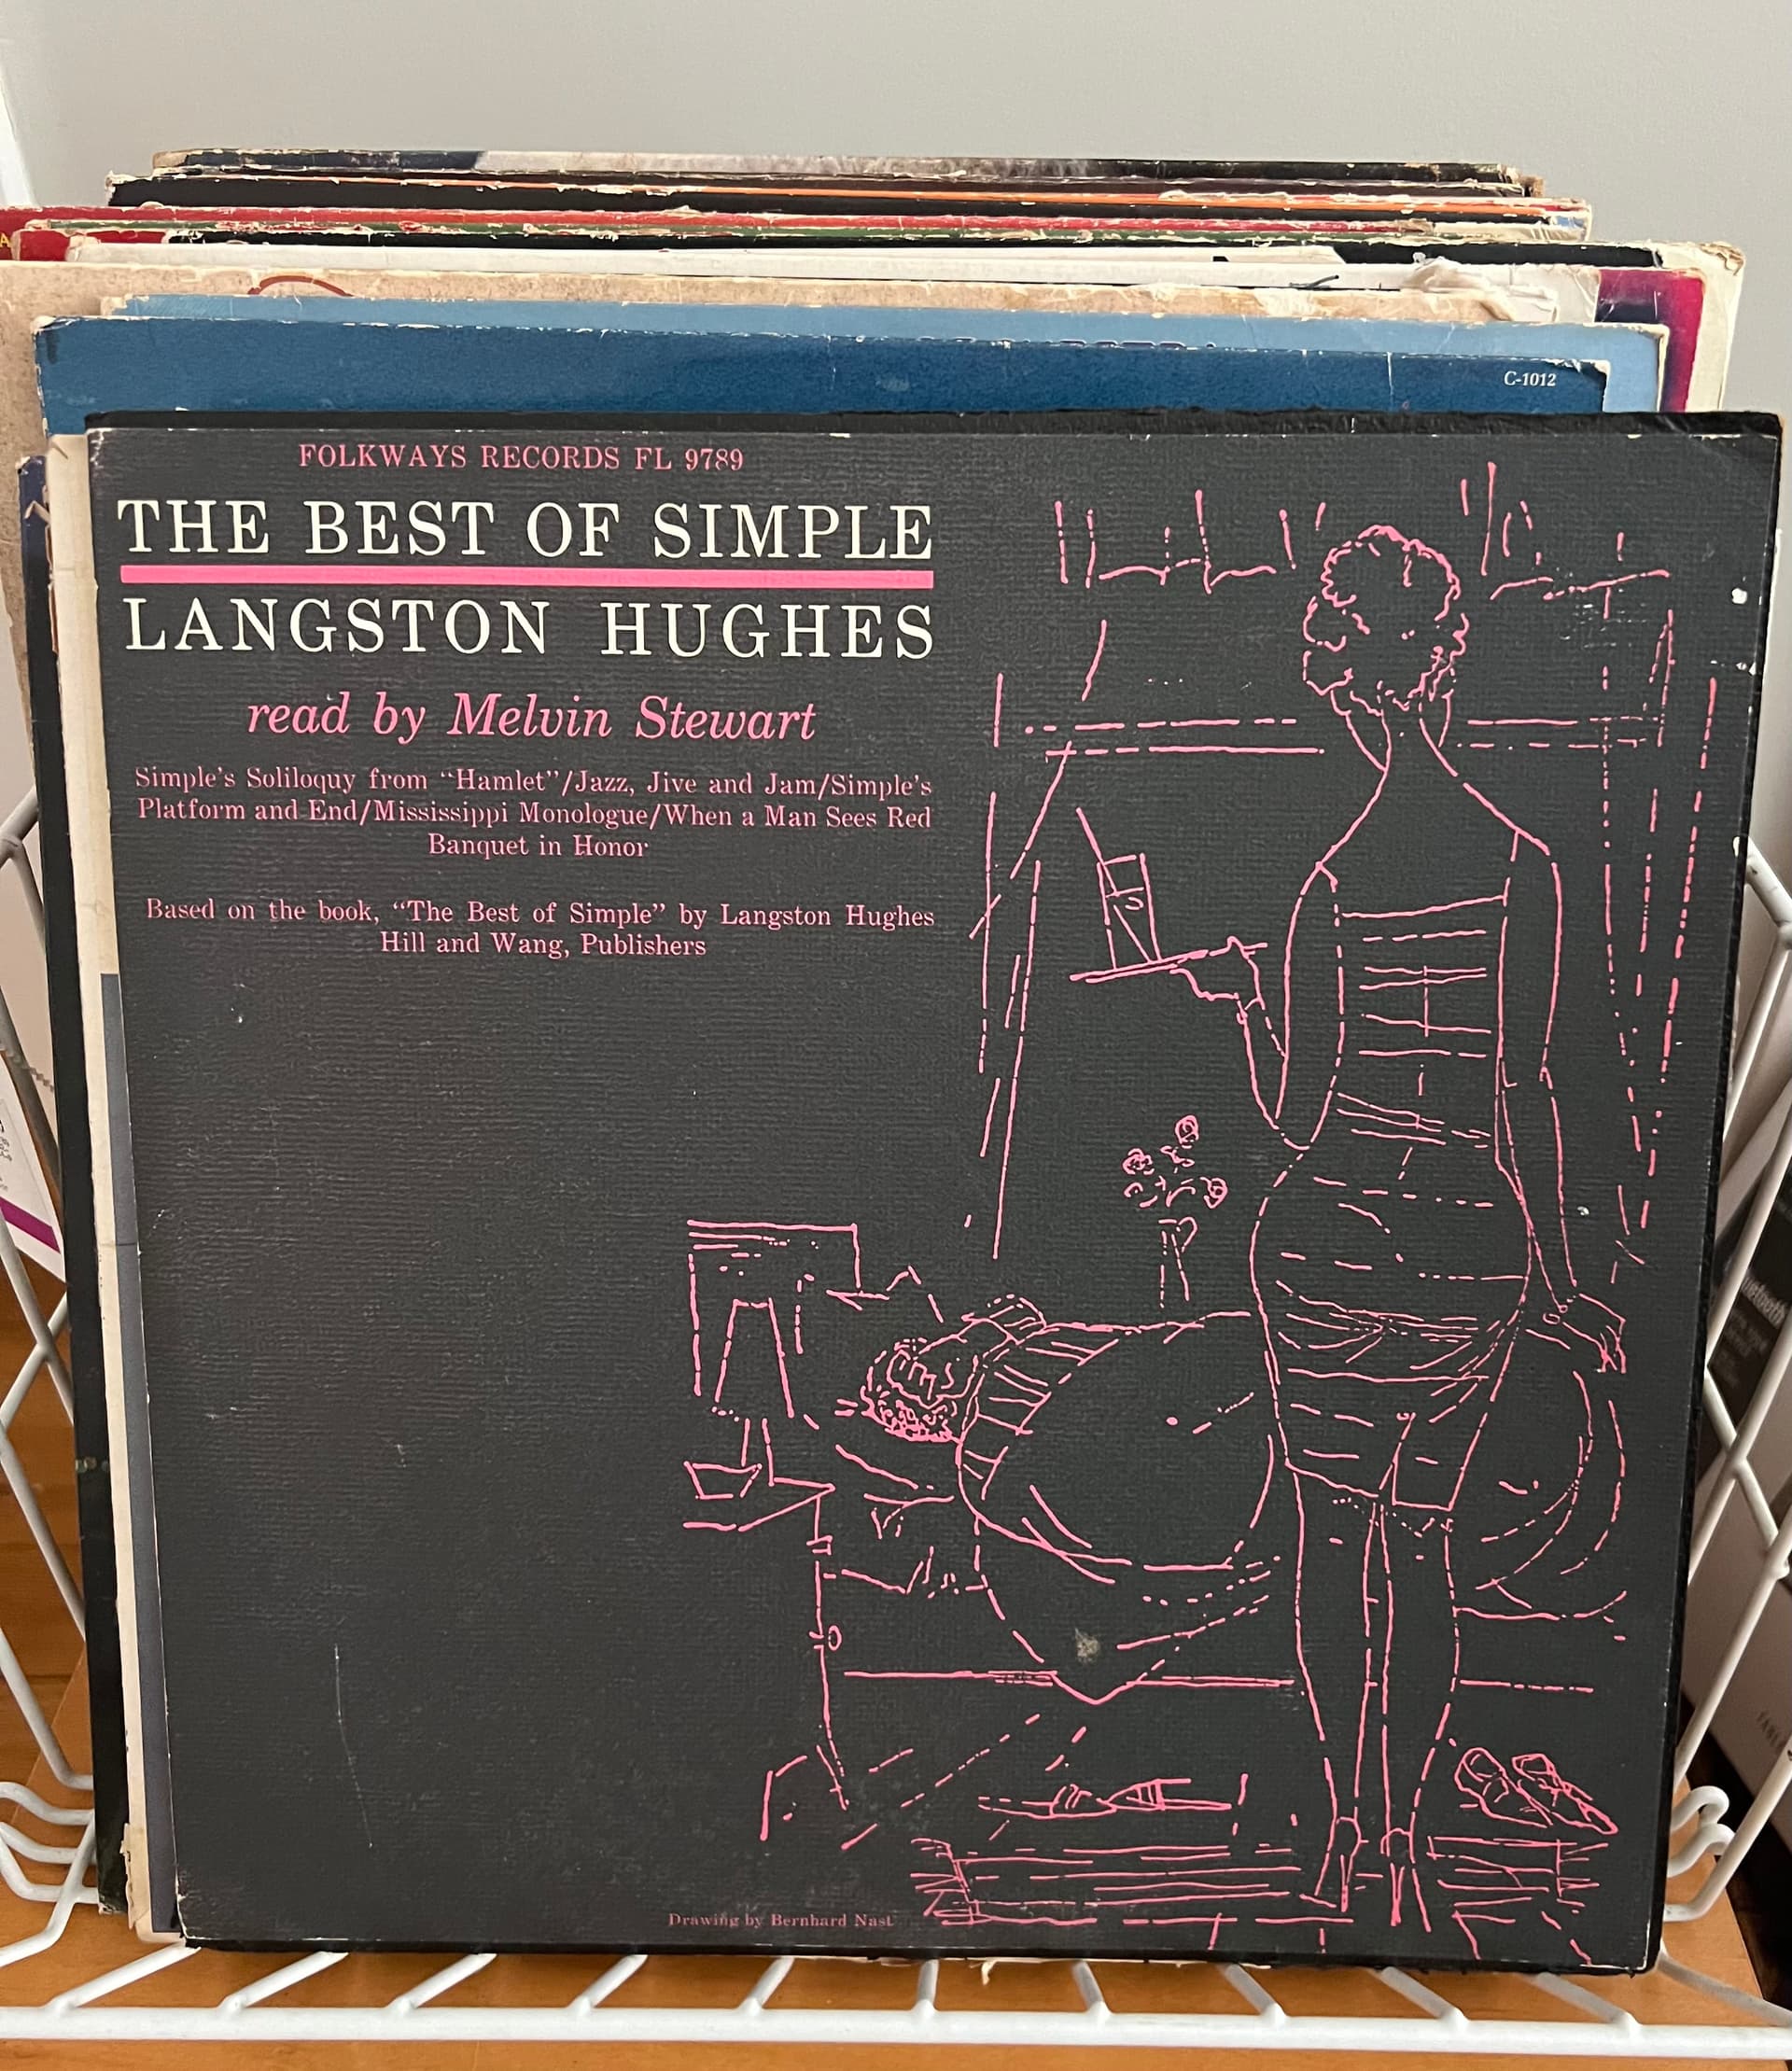 C-1012
FOLKWAYS RECORDS FL 9789
THE BEST OF SIMPLE
LANGSTON HUGHES
read by Melvin Stewart
Simple's Soliloquy from "Hamlet"/Jazz, Jive and Jam/Simple's
Platform and End/Mississippi Monologue/When a Man Sees Red
Banquet in Honor
Based on the book, "The Best of Simple" by Langston Hughes
Hill and Wang, Publishers
Drawing by Bernhard Nast